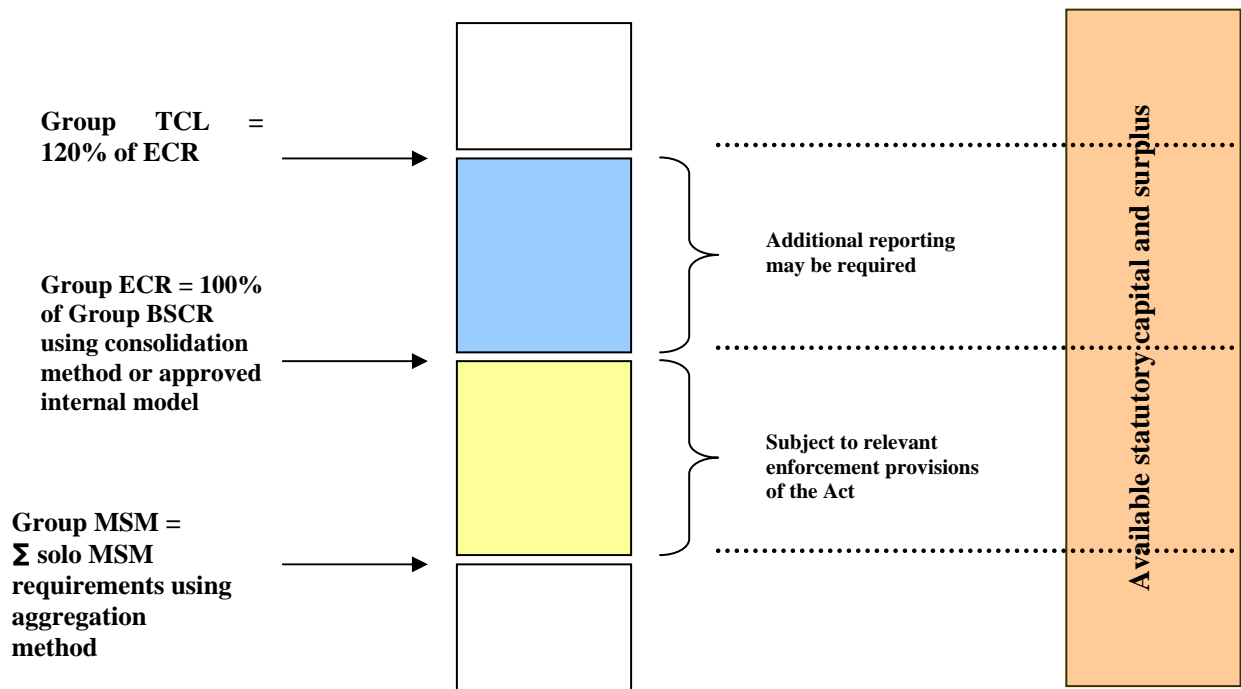 Group TCL =
120% of ECR
Additional reporting
may be required
Group ECR = 100%
of Group BSCR
using consolidation
method or approved
internal model
Subject to relevant
enforcement provisions
of the Act
Group MSM =
Σ solo MSM
requirements using
aggregation
method
Available statutory capital and surplus